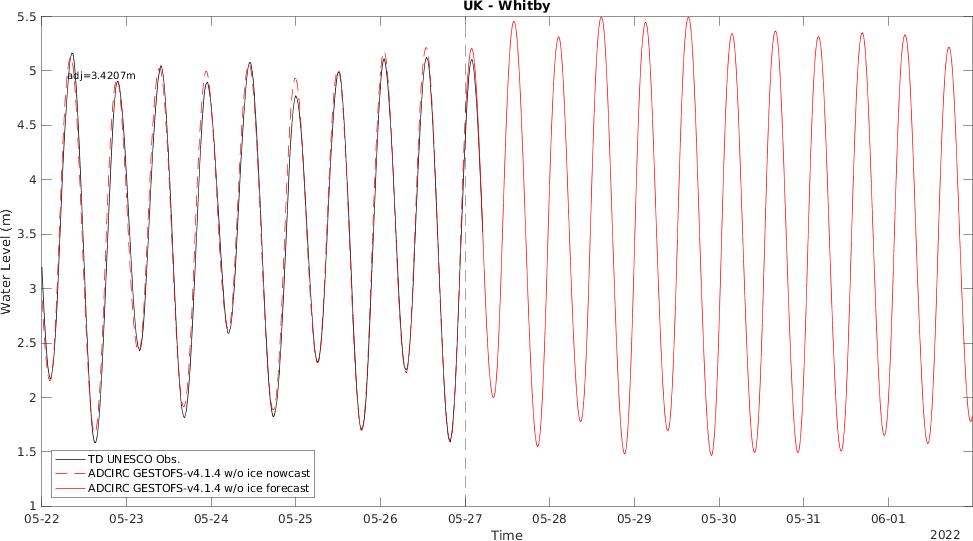 UK - Whitby
5.5
5
4.5
4
3.5
3
2.5
2
1.5
1
Water Level (m)
adj=3.4207m
TD UNESCO Obs.
ADCIRC GESTOFS-v4.1.4 w/o ice nowcast
ADCIRC GESTOFS-v4.1.4 w/o ice forecast
05-22 05-23 05-24 05-25 05-26 05-27 05-28 05-29 05-30 05-31 06-01
Time
2022